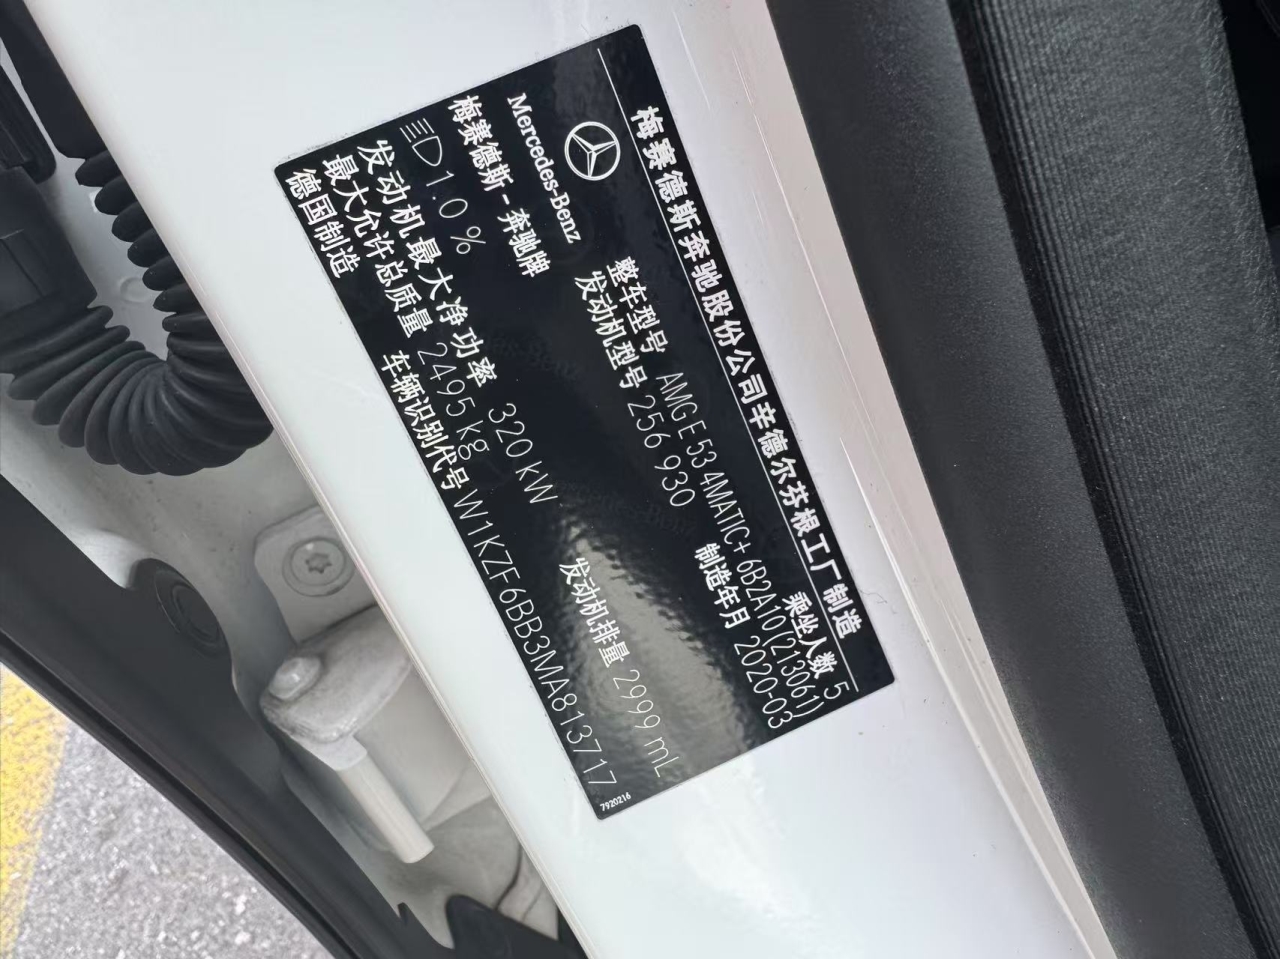 梅赛德斯奔驰股份公司辛德尔芬根工厂制造
Mercedes-Benz
梅赛德斯-奔驰牌
乘坐人数 5
整车型号 AMG E 53 4MATIC+ 6B2A10(213061)
发动机型号 256 930
制造年月 2020-03
1.0 %
发动机最大净功率 320 kW
发动机排量 2999 mL
最大允许总质量 2495 kg
德国制造
车辆识别代号 W1KZF6BB3MA813717
7920216